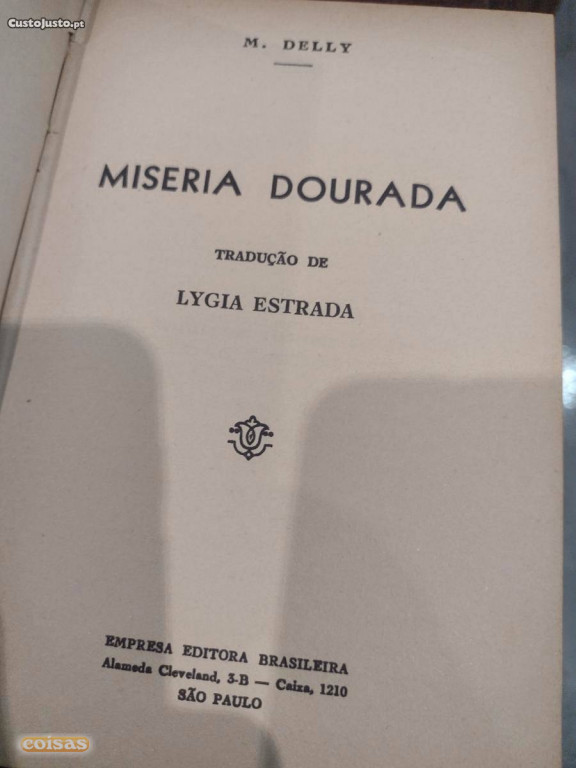 CustoJusto.pt
M. DELLY
MISERIA DOURADA
TRADUÇÃO DE
LYGIA ESTRADA
EMPRESA EDITORA BRASILEIRA
Alameda Cleveland, 3-B — Caixa, 1210
SÃO PAULO
coisas